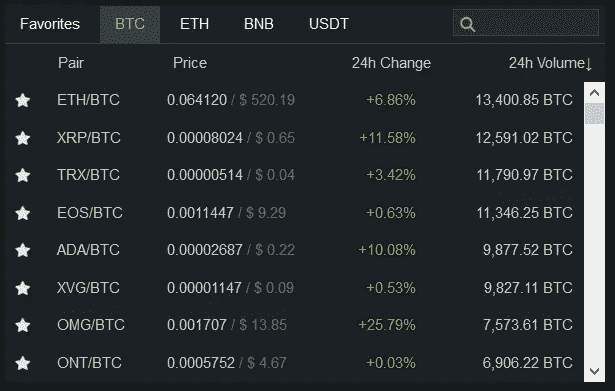 Favorites BTC ETH BNB USDT
Pair Price 24h Change 24h Volume↓
ETH/BTC 0.064120 / $ 520.19 +6.86% 13,400.85 BTC
XRP/BTC 0.00008024 / $ 0.65 +11.58% 12,591.02 BTC
TRX/BTC 0.00000514 / $ 0.04 +3.42% 11,790.97 BTC
EOS/BTC 0.0011447 / $ 9.29 +0.63% 11,346.25 BTC
ADA/BTC 0.00002687 / $ 0.22 +10.08% 9,877.52 BTC
XVG/BTC 0.00001147 / $ 0.09 +0.53% 9,827.11 BTC
OMG/BTC 0.001707 / $ 13.85 +25.79% 7,573.61 BTC
ONT/BTC 0.0005752 / $ 4.67 +0.03% 6,906.22 BTC